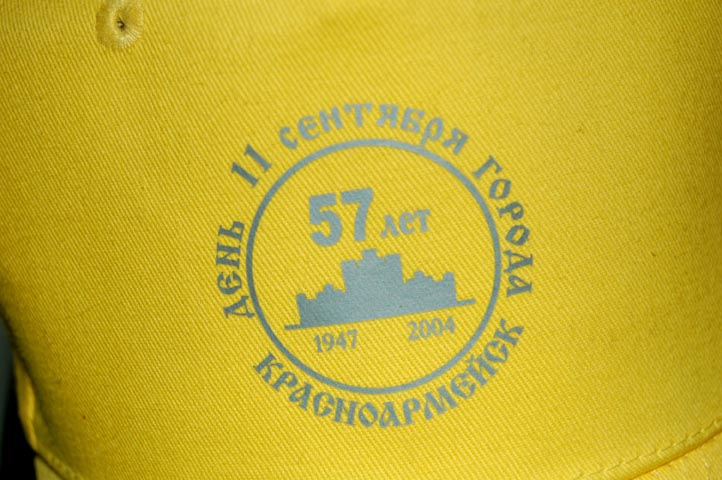 ДЕНЬ 11 СЕНТЯБРЯ ГОРОДА
57 лет
1947 2004
КРАСНОАРМЕЙСК